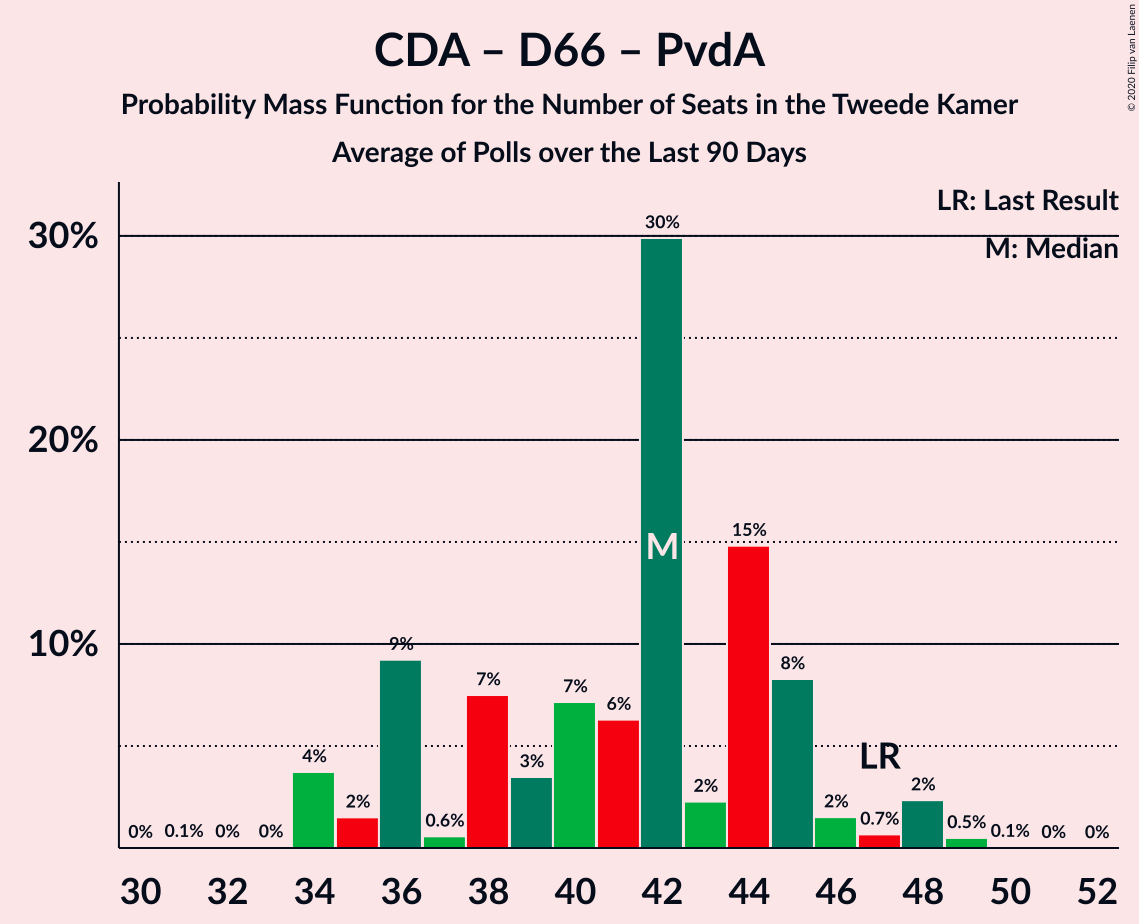 CDA – D66 – PvdA
Probability Mass Function for the Number of Seats in the Tweede Kamer
Average of Polls over the Last 90 Days
© 2020 Filip van Laenen
LR: Last Result
M: Median
30%
20%
10%
0%
0.1%
0%
0%
4%
2%
9%
0.6%
7%
3%
7%
6%
30%
M
2%
15%
8%
2%
LR
0.7%
2%
0.5%
0.1%
0%
0%
30 32 34 36 38 40 42 44 46 48 50 52